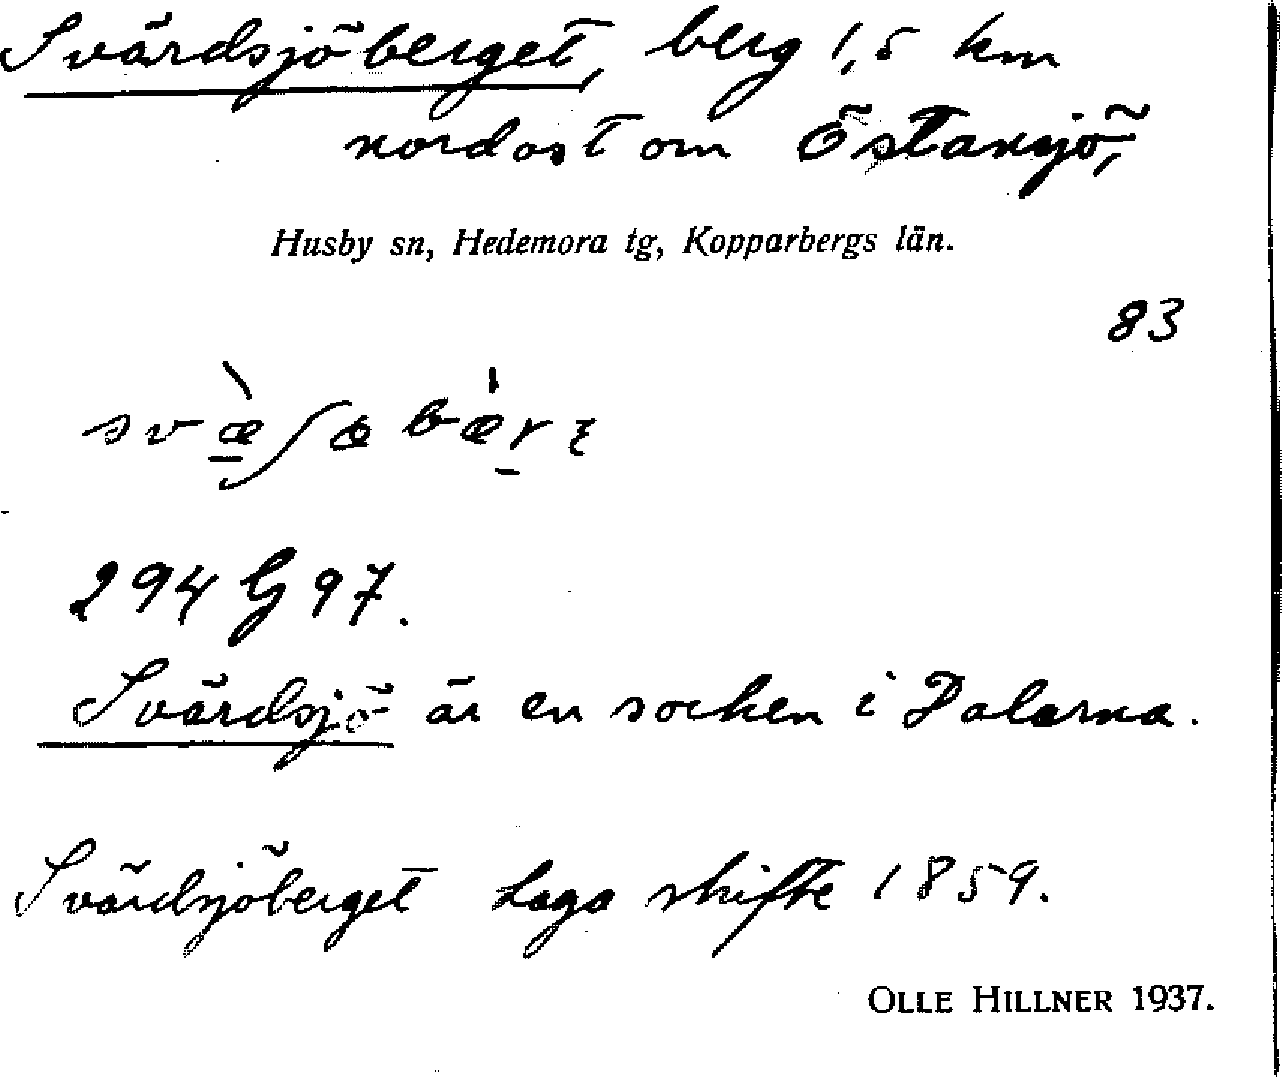 Svärdsjöberget, berg 1,5 km
nordost om Östansjö,
Husby sn, Hedemora tg, Kopparbergs län.
83
294 G 97.
Svärdsjö är en socken i Dalarna.
Svärdsjöberget Laga skifte 1859.
OLLE HILLNER 1937.